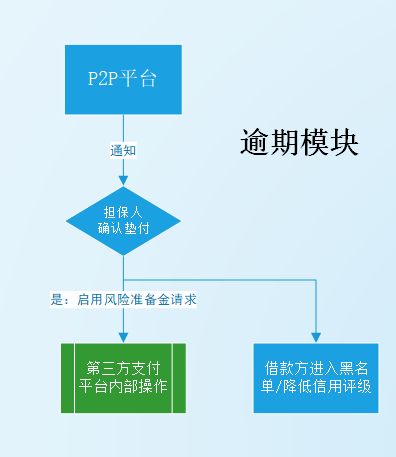 P2P平台
通知
逾期模块
担保人
确认垫付
是：启用风险准备金请求
第三方支付
平台内部操作
借款方进入黑名
单/降低信用评级